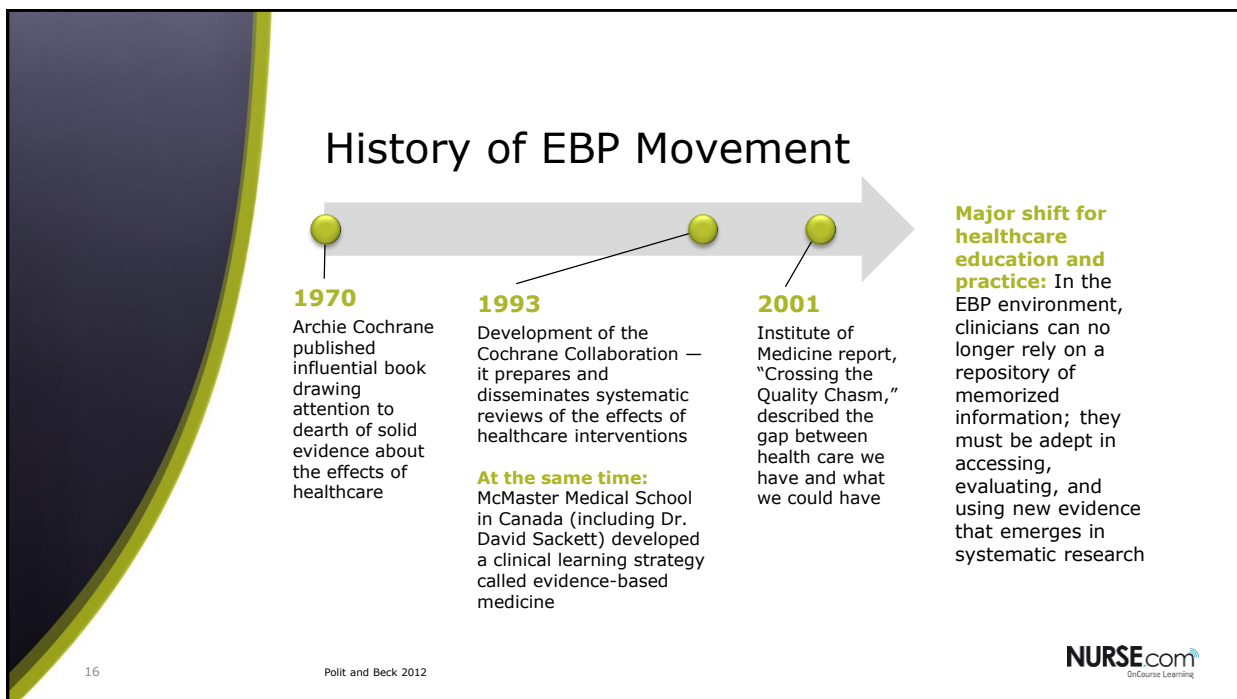 History of EBP Movement
1970
Archie Cochrane
published
influential book
drawing
attention to
dearth of solid
evidence about
the effects of
healthcare
1993
Development of the
Cochrane Collaboration —
it prepares and
disseminates systematic
reviews of the effects of
healthcare interventions
At the same time:
McMaster Medical School
in Canada (including Dr.
David Sackett) developed
a clinical learning strategy
called evidence-based
medicine
2001
Institute of
Medicine report,
“Crossing the
Quality Chasm,”
described the
gap between
health care we
have and what
we could have
Major shift for
healthcare
education and
practice: In the
EBP environment,
clinicians can no
longer rely on a
repository of
memorized
information; they
must be adept in
accessing,
evaluating, and
using new evidence
that emerges in
systematic research
16
Polit and Beck 2012
NURSE.com
OnCourse Learning